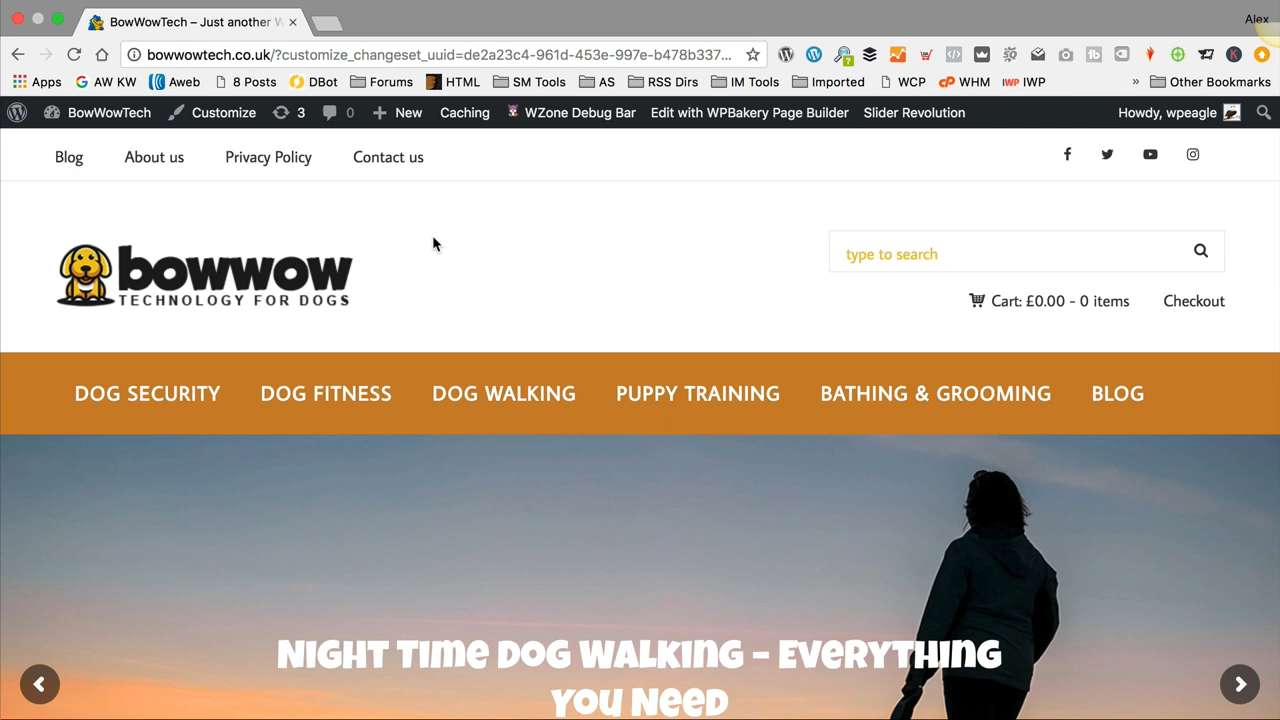 Alex
BowWowTech – Just another W
bowwowtech.co.uk/?customize_changeset_uuid=de2a23c4-961d-453e-997e-b478b337...
Apps AW KW Aweb 8 Posts DBot Forums HTML SM Tools AS RSS Dirs IM Tools Imported WCP WHM IWP » Other Bookmarks
BowWowTech Customize 3 0 New Caching WZone Debug Bar Edit with WPBakery Page Builder Slider Revolution Howdy, wpeagle
Blog About us Privacy Policy Contact us
bowwow
TECHNOLOGY FOR DOGS
type to search
Cart: £0.00 - 0 items Checkout
DOG SECURITY DOG FITNESS DOG WALKING PUPPY TRAINING BATHING & GROOMING BLOG
Night Time Dog Walking – Everything
You Need